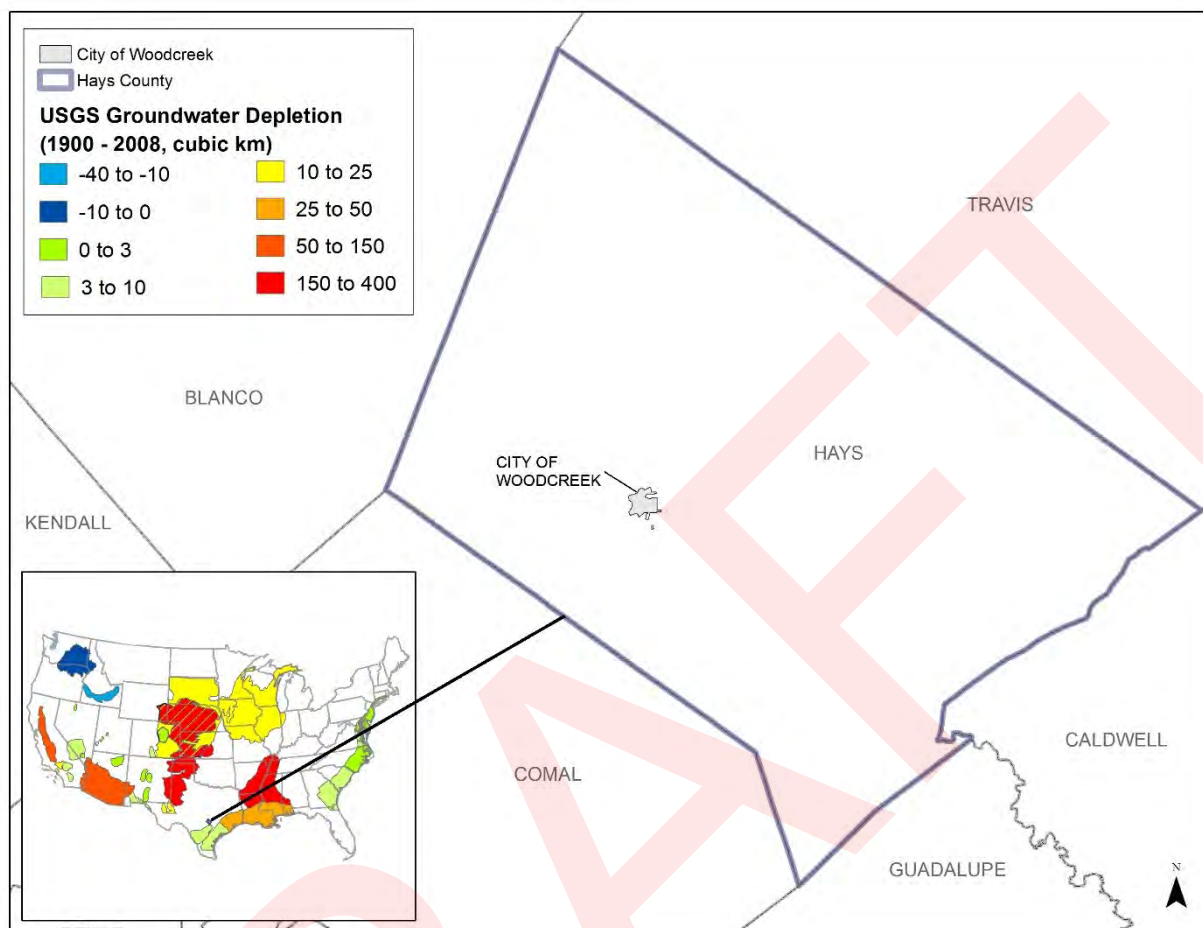 City of Woodcreek
Hays County
USGS Groundwater Depletion
(1900 - 2008, cubic km)
-40 to -10
-10 to 0
0 to 3
3 to 10
10 to 25
25 to 50
50 to 150
150 to 400
TRAVIS
BLANCO
HAYS
CITY OF
WOODCREEK
KENDALL
CALDWELL
COMAL
GUADALUPE
N